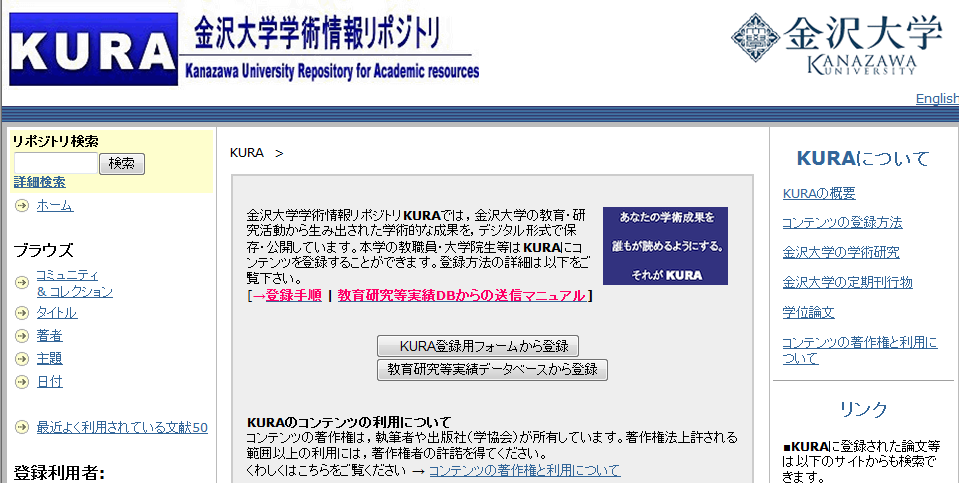 KURA 金沢大学学術情報リポジトリ
Kanazawa University Repository for Academic resources
金沢大学
KANAZAWA
UNIVERSITY
English
リポジトリ検索
検索
詳細検索
ホーム
ブラウズ
コミュニティ
& コレクション
タイトル
著者
主題
日付
最近よく利用されている文献50
登録利用者:
KURA >
金沢大学学術情報リポジトリKURAでは，金沢大学の教育・研
究活動から生み出された学術的な成果を，デジタル形式で保
存・公開しています。本学の教職員・大学院生等はKURAにコ
ンテンツを登録することができます。登録方法の詳細は以下をご
覧下さい。
[→登録手順 | 教育研究等実績DBからの送信マニュアル]
あなたの学術成果を
誰もが読めるようにする。
それが KURA
KURA登録用フォームから登録
教育研究等実績データベースから登録
KURAのコンテンツの利用について
コンテンツの著作権は，執筆者や出版社（学協会）が所有しています。著作権法上許される
範囲以上の利用には，著作権者の許諾を得てください。
くわしくはこちらをご覧ください → コンテンツの著作権と利用について
KURAについて
KURAの概要
コンテンツの登録方法
金沢大学の学術研究
金沢大学の定期刊行物
学位論文
コンテンツの著作権と利用に
ついて
リンク
■KURAに登録された論文等
は以下のサイトからも検索で
きます。